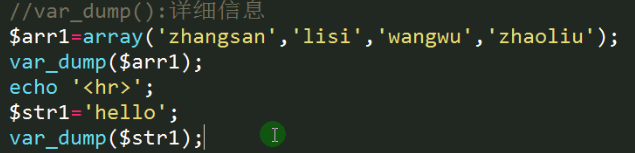 //var_dump():详细信息
$arr1=array('zhangsan','lisi','wangwu','zhaoliu');
var_dump($arr1);
echo '<hr>';
$str1='hello';
var_dump($str1);